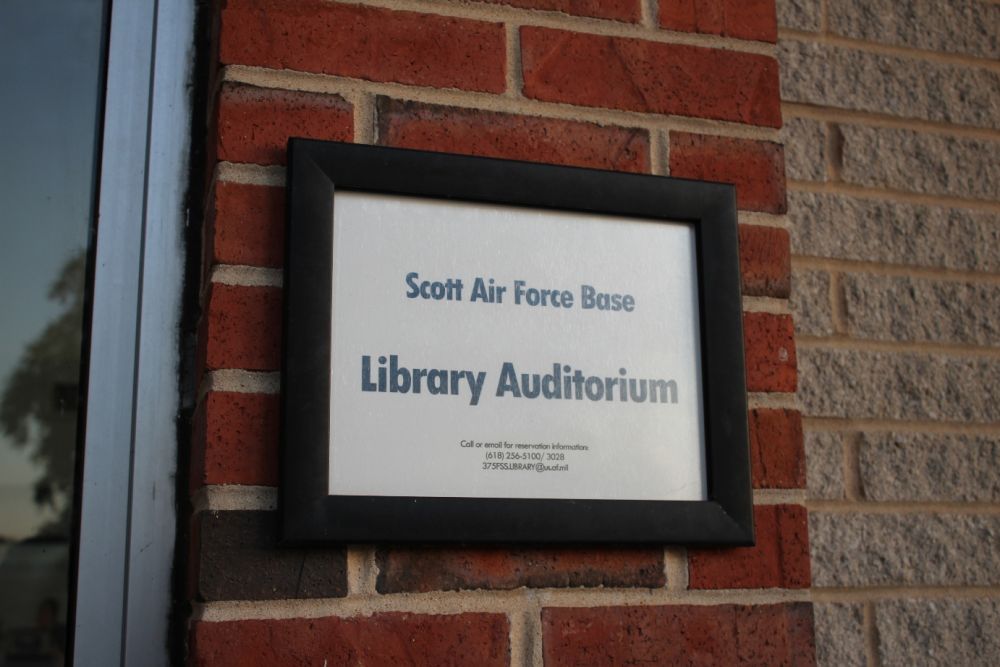 Scott Air Force Base
Library Auditorium
Call or email for reservation information:
(618) 256-5100/ 3028
375FSS.LIBRARY@us.af.mil